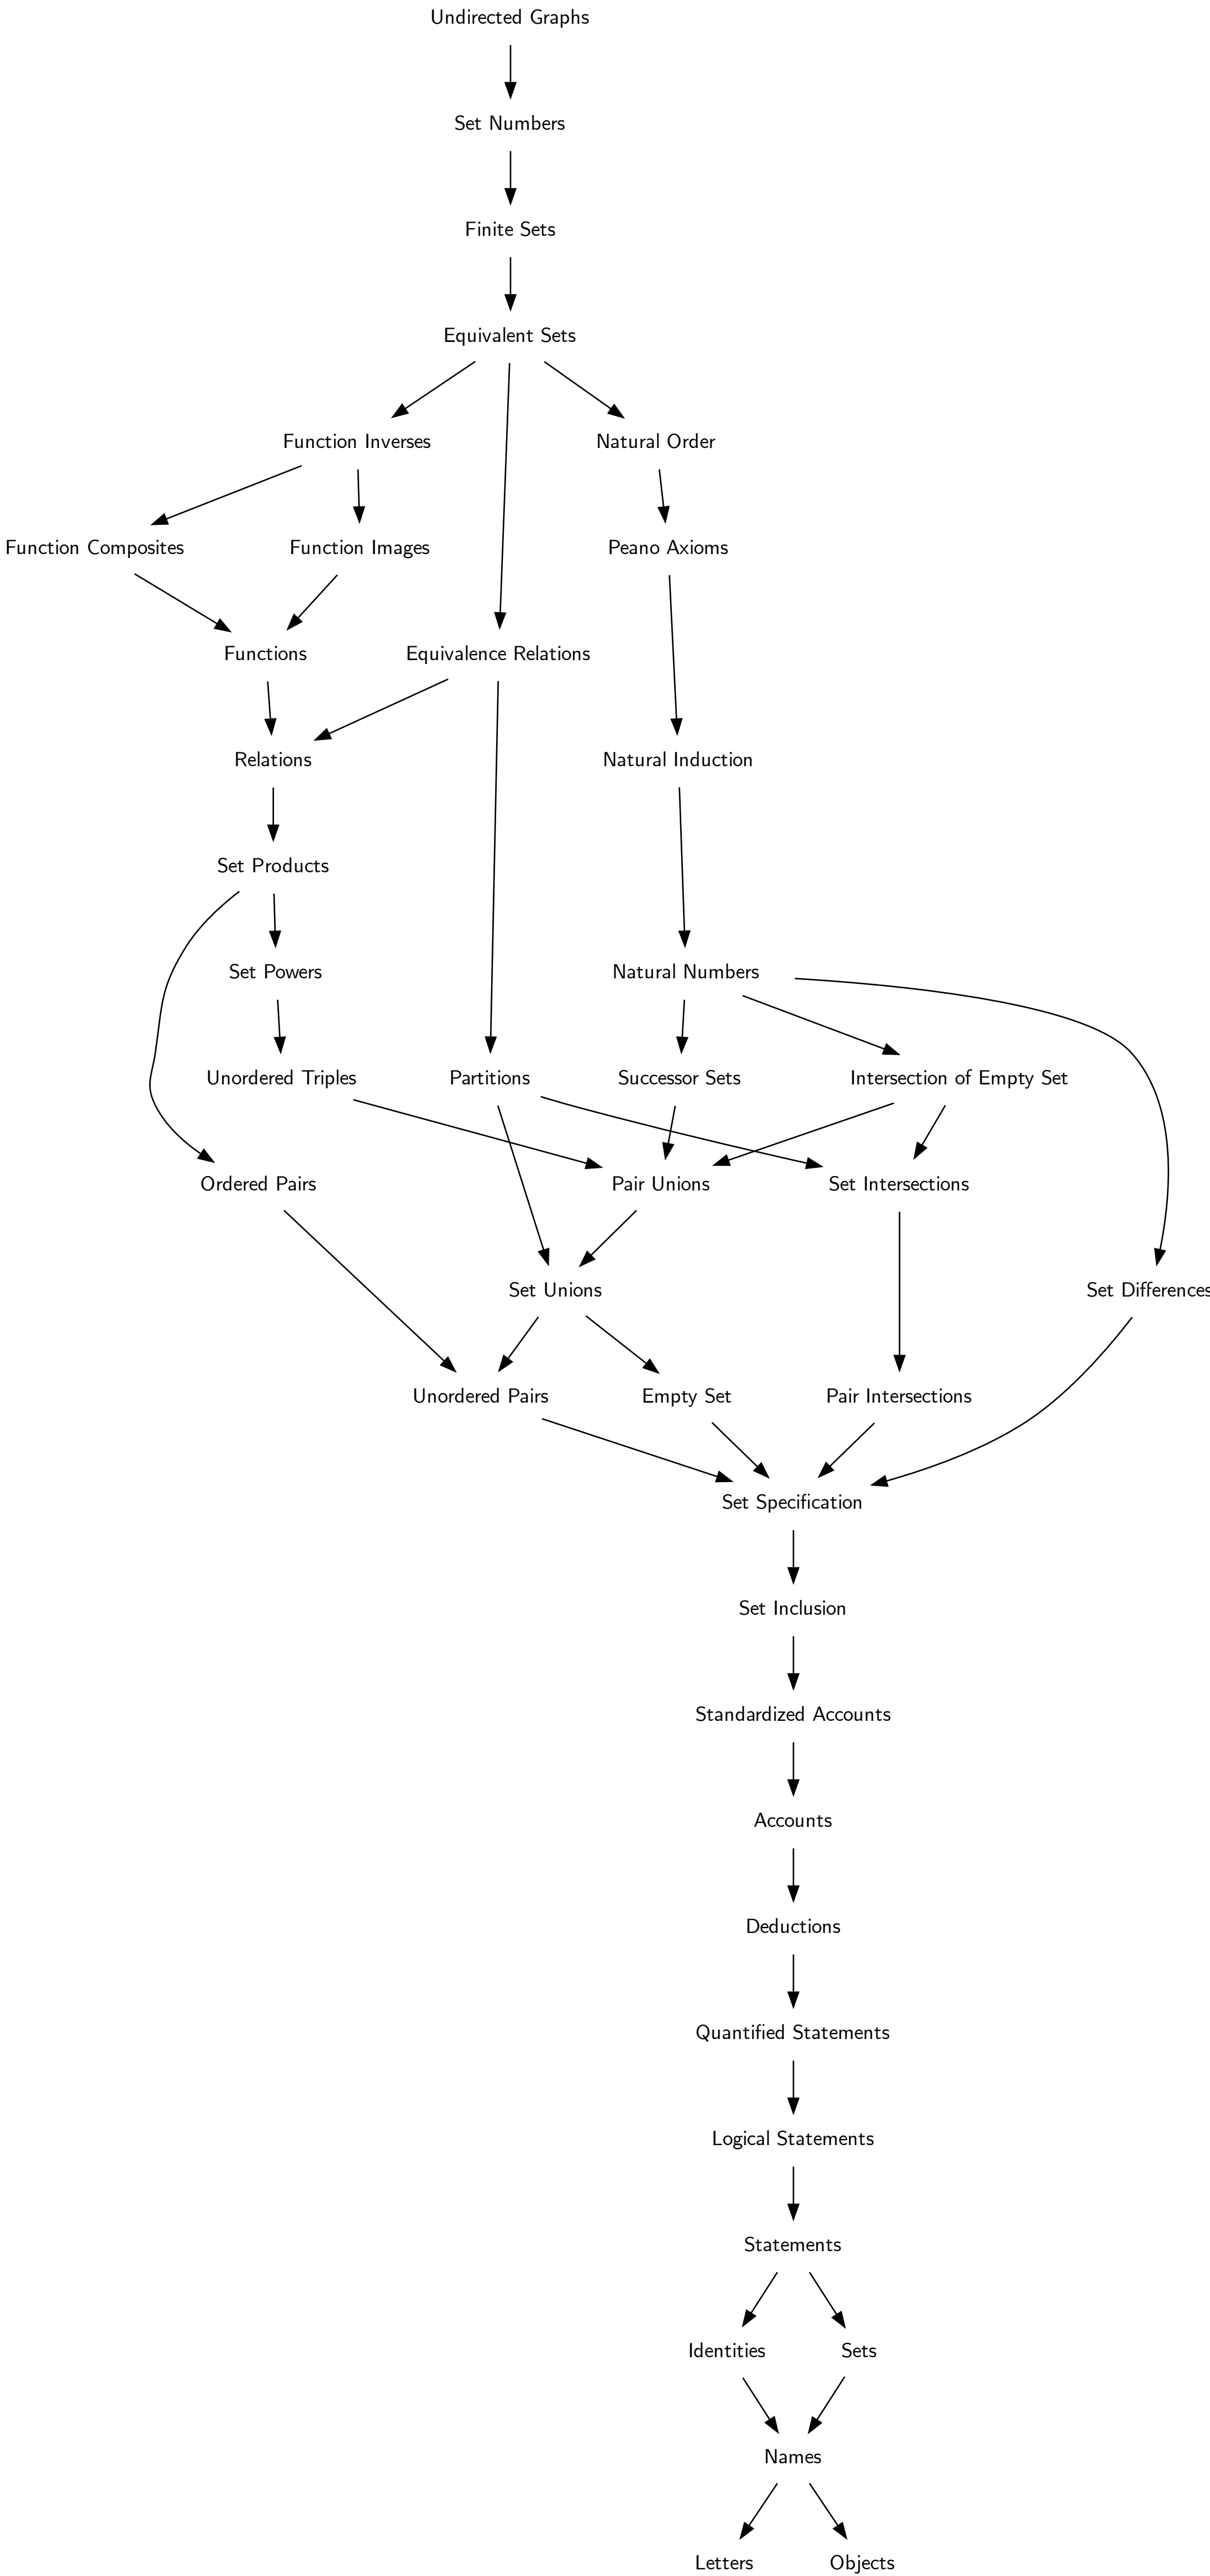 Undirected Graphs
Set Numbers
Finite Sets
Equivalent Sets
Function Inverses
Natural Order
Function Composites
Function Images
Peano Axioms
Functions
Equivalence Relations
Relations
Natural Induction
Set Products
Set Powers
Natural Numbers
Unordered Triples
Partitions
Successor Sets
Intersection of Empty Set
Ordered Pairs
Pair Unions
Set Intersections
Set Unions
Set Differences
Unordered Pairs
Empty Set
Pair Intersections
Set Specification
Set Inclusion
Standardized Accounts
Accounts
Deductions
Quantified Statements
Logical Statements
Statements
Identities
Sets
Names
Letters
Objects